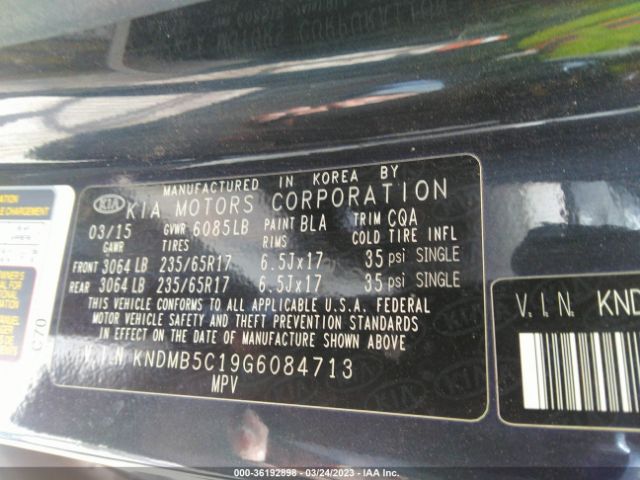 MANUFACTURED IN KOREA BY
KIA KIA MOTORS CORPORATION
03/15 GVWR 6085LB PAINT BLA TRIM CQA
GAWR TIRES RIMS COLD TIRE INFL
FRONT 3064 LB 235/65R17 6.5Jx17 35 psi SINGLE
REAR 3064 LB 235/65R17 6.5Jx17 35 psi SINGLE
THIS VEHICLE CONFORMS TO ALL APPLICABLE U.S.A. FEDERAL
MOTOR VEHICLE SAFETY AND THEFT PREVENTION STANDARDS
IN EFFECT ON THE DATE OF MANUFACTURE SHOWN ABOVE
V.I.N KNDMB5C19G6084713
MPV
C70
V.I.N. KND
000-36192898 - 03/24/2023 - IAA Inc.